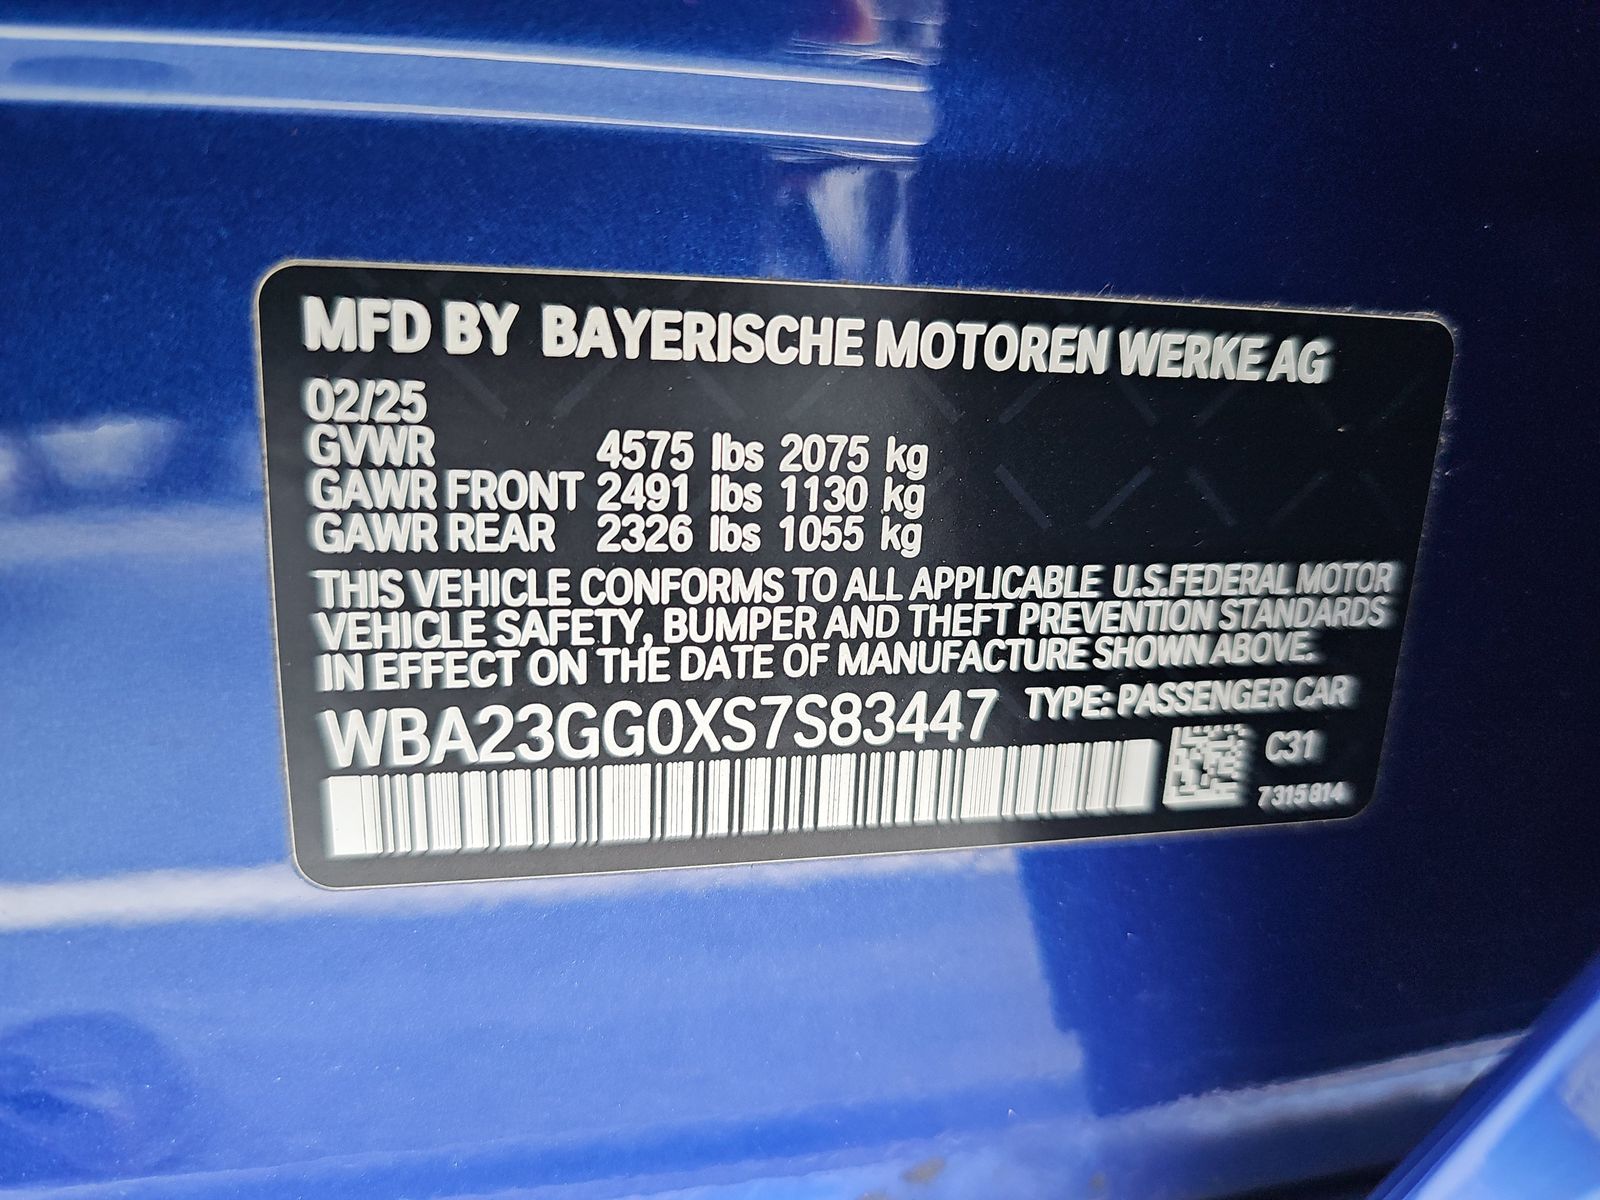 MFD BY BAYERISCHE MOTOREN WERKE AG
02/25
GVWR 4575 lbs 2075 kg
GAWR FRONT 2491 lbs 1130 kg
GAWR REAR 2326 lbs 1055 kg
THIS VEHICLE CONFORMS TO ALL APPLICABLE U.S.FEDERAL MOTOR
VEHICLE SAFETY, BUMPER AND THEFT PREVENTION STANDARDS
IN EFFECT ON THE DATE OF MANUFACTURE SHOWN ABOVE.
WBA23GG0XS7S83447 TYPE: PASSENGER CAR
C31
7315814